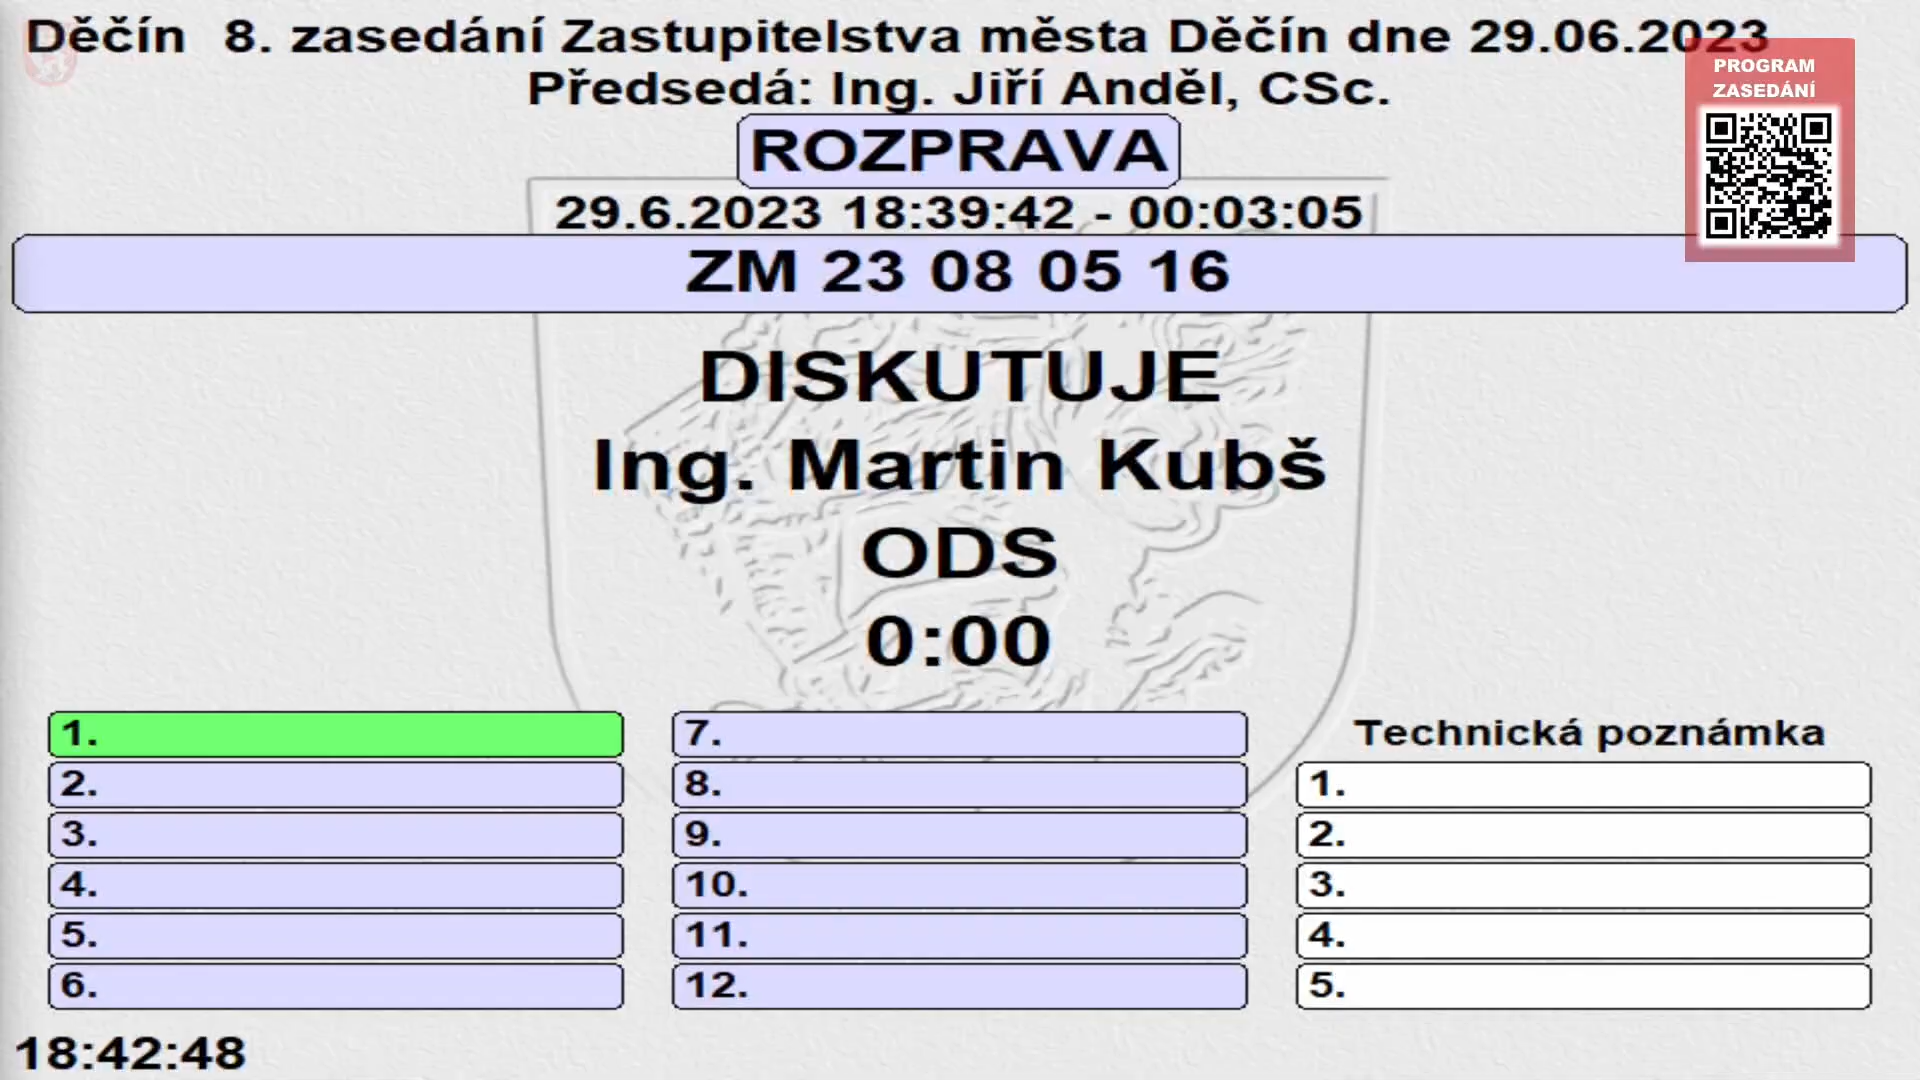 Děčín 8. zasedání Zastupitelstva města Děčín dne 29.06.2023
Předsedá: Ing. Jiří Anděl, CSc.
PROGRAM
ZASEDÁNÍ
ROZPRAVA
29.6.2023 18:39:42 - 00:03:05
ZM 23 08 05 16
DISKUTUJE
Ing. Martin Kubš
ODS
0:00
1.
2.
3.
4.
5.
6.
7.
8.
9.
10.
11.
12.
Technická poznámka
1.
2.
3.
4.
5.
18:42:48